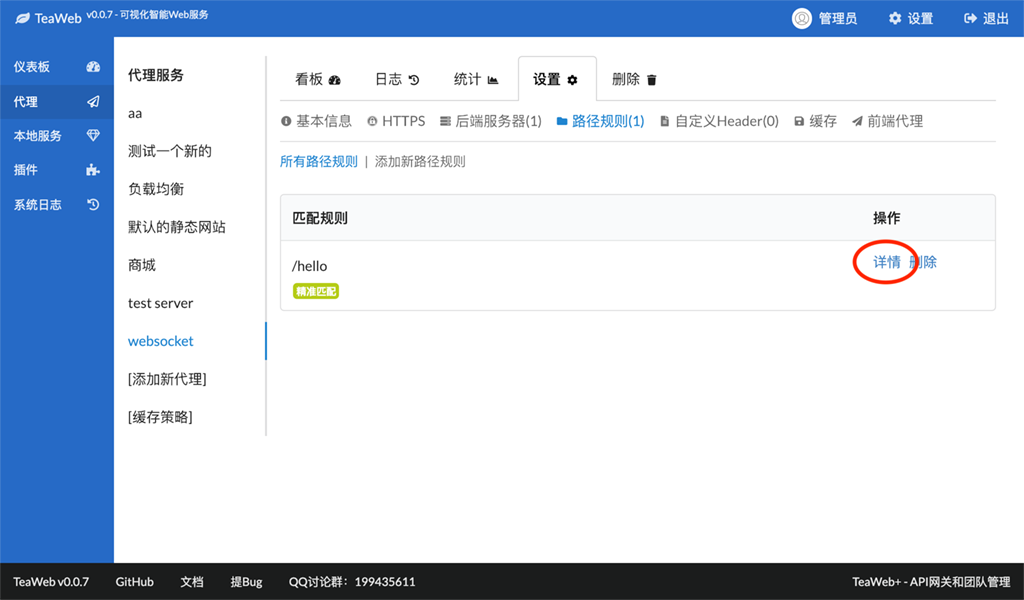 TeaWeb v0.0.7 - 可视化智能Web服务
管理员 设置 退出
仪表板
代理
本地服务
插件
系统日志
代理服务
aa
测试一个新的
负载均衡
默认的静态网站
商城
test server
websocket
[添加新代理]
[缓存策略]
看板 日志 统计 设置 删除
基本信息 HTTPS 后端服务器(1) 路径规则(1) 自定义Header(0) 缓存 前端代理
所有路径规则 | 添加新路径规则
匹配规则 操作
/hello 详情 删除
精准匹配
TeaWeb v0.0.7 GitHub 文档 提Bug QQ讨论群：199435611 TeaWeb+ - API网关和团队管理